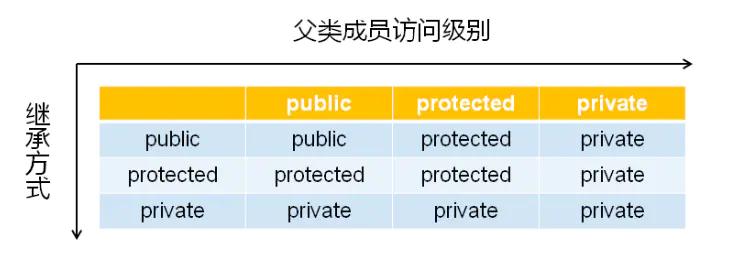 父类成员访问级别
继承方式
public protected private
public public protected private
protected protected protected private
private private private private